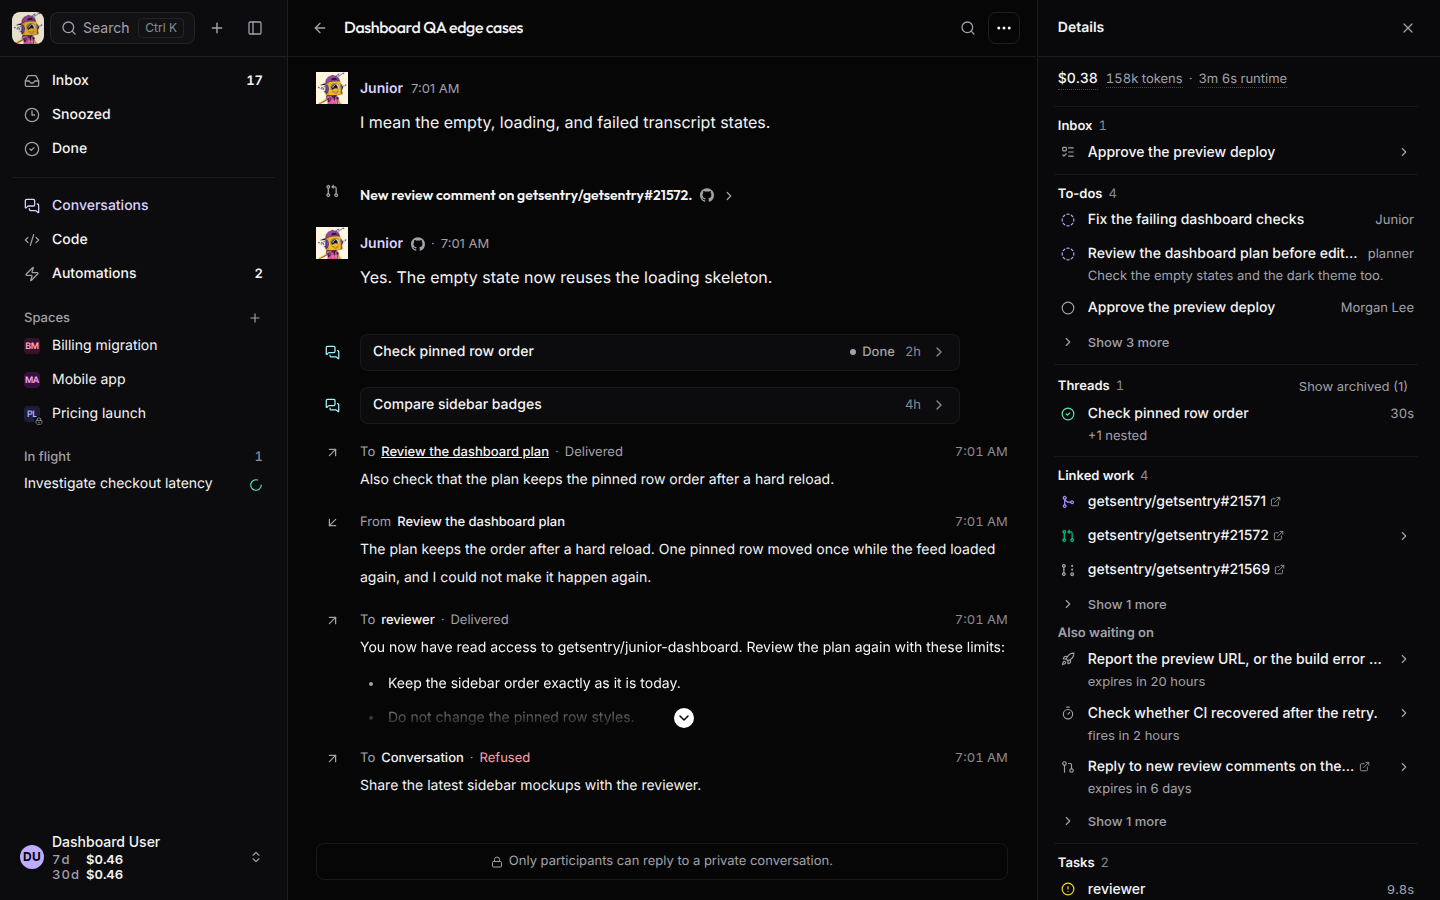 Search Ctrl K
Inbox 17
Snoozed
Done
Conversations
Code
Automations 2
Spaces
BM Billing migration
MA Mobile app
PL Pricing launch
In flight 1
Investigate checkout latency
DU Dashboard User
7d $0.46
30d $0.46
Dashboard QA edge cases
Junior 7:01 AM
I mean the empty, loading, and failed transcript states.
New review comment on getsentry/getsentry#21572.
Junior · 7:01 AM
Yes. The empty state now reuses the loading skeleton.
Check pinned row order Done 2h
Compare sidebar badges 4h
To Review the dashboard plan · Delivered 7:01 AM
Also check that the plan keeps the pinned row order after a hard reload.
From Review the dashboard plan 7:01 AM
The plan keeps the order after a hard reload. One pinned row moved once while the feed loaded
again, and I could not make it happen again.
To reviewer · Delivered 7:01 AM
You now have read access to getsentry/junior-dashboard. Review the plan again with these limits:
• Keep the sidebar order exactly as it is today.
• Do not change the pinned row styles.
To Conversation · Refused 7:01 AM
Share the latest sidebar mockups with the reviewer.
Only participants can reply to a private conversation.
Details
$0.38 158k tokens · 3m 6s runtime
Inbox 1
Approve the preview deploy
To-dos 4
Fix the failing dashboard checks Junior
Review the dashboard plan before edit... planner
Check the empty states and the dark theme too.
Approve the preview deploy Morgan Lee
Show 3 more
Threads 1 Show archived (1)
Check pinned row order 30s
+1 nested
Linked work 4
getsentry/getsentry#21571
getsentry/getsentry#21572
getsentry/getsentry#21569
Show 1 more
Also waiting on
Report the preview URL, or the build error ...
expires in 20 hours
Check whether CI recovered after the retry.
fires in 2 hours
Reply to new review comments on the...
expires in 6 days
Show 1 more
Tasks 2
reviewer 9.8s